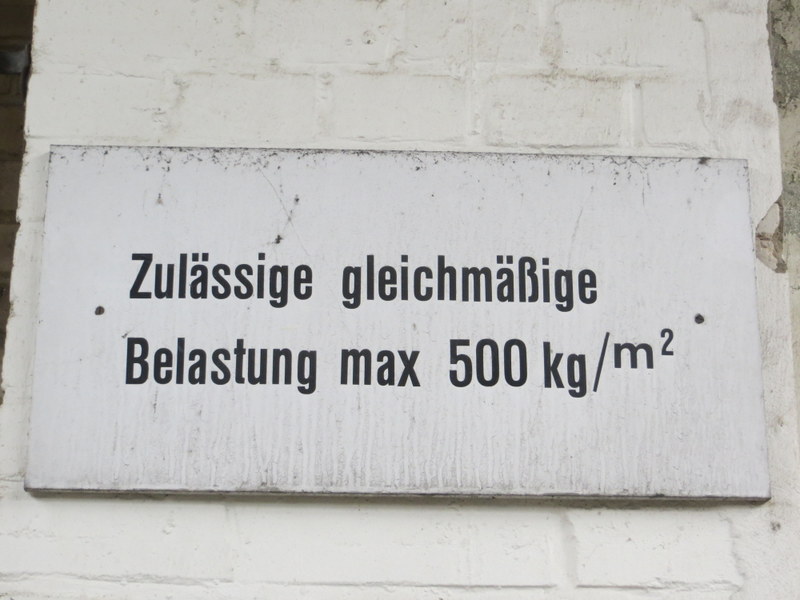 Zulässige gleichmäßige
Belastung max 500 kg/m²